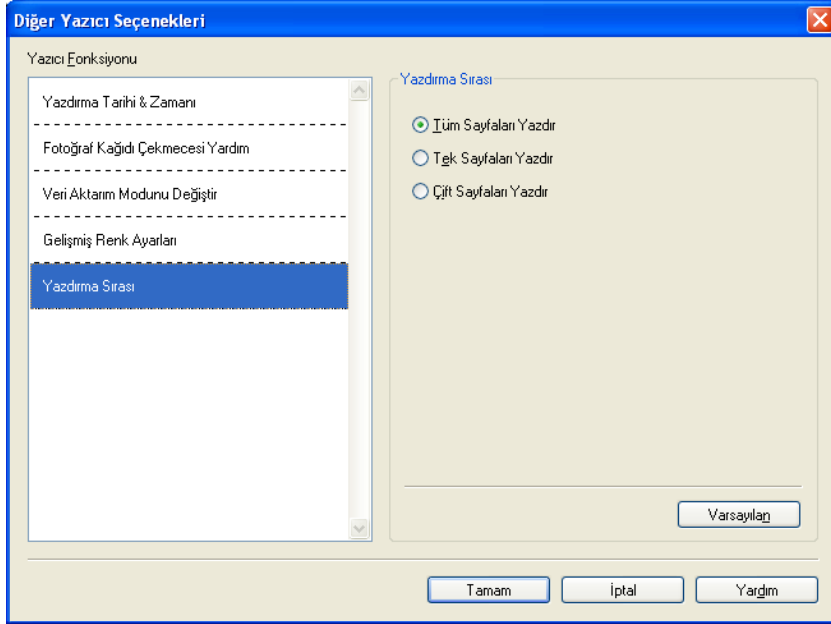 Diğer Yazıcı Seçenekleri
Yazıcı Fonksiyonu
Yazdırma Tarihi & Zamanı
Fotoğraf Kağıdı Çekmecesi Yardım
Veri Aktarım Modunu Değiştir
Gelişmiş Renk Ayarları
Yazdırma Sırası
Yazdırma Sırası
Tüm Sayfaları Yazdır
Tek Sayfaları Yazdır
Çift Sayfaları Yazdır
Varsayılan
Tamam
İptal
Yardım